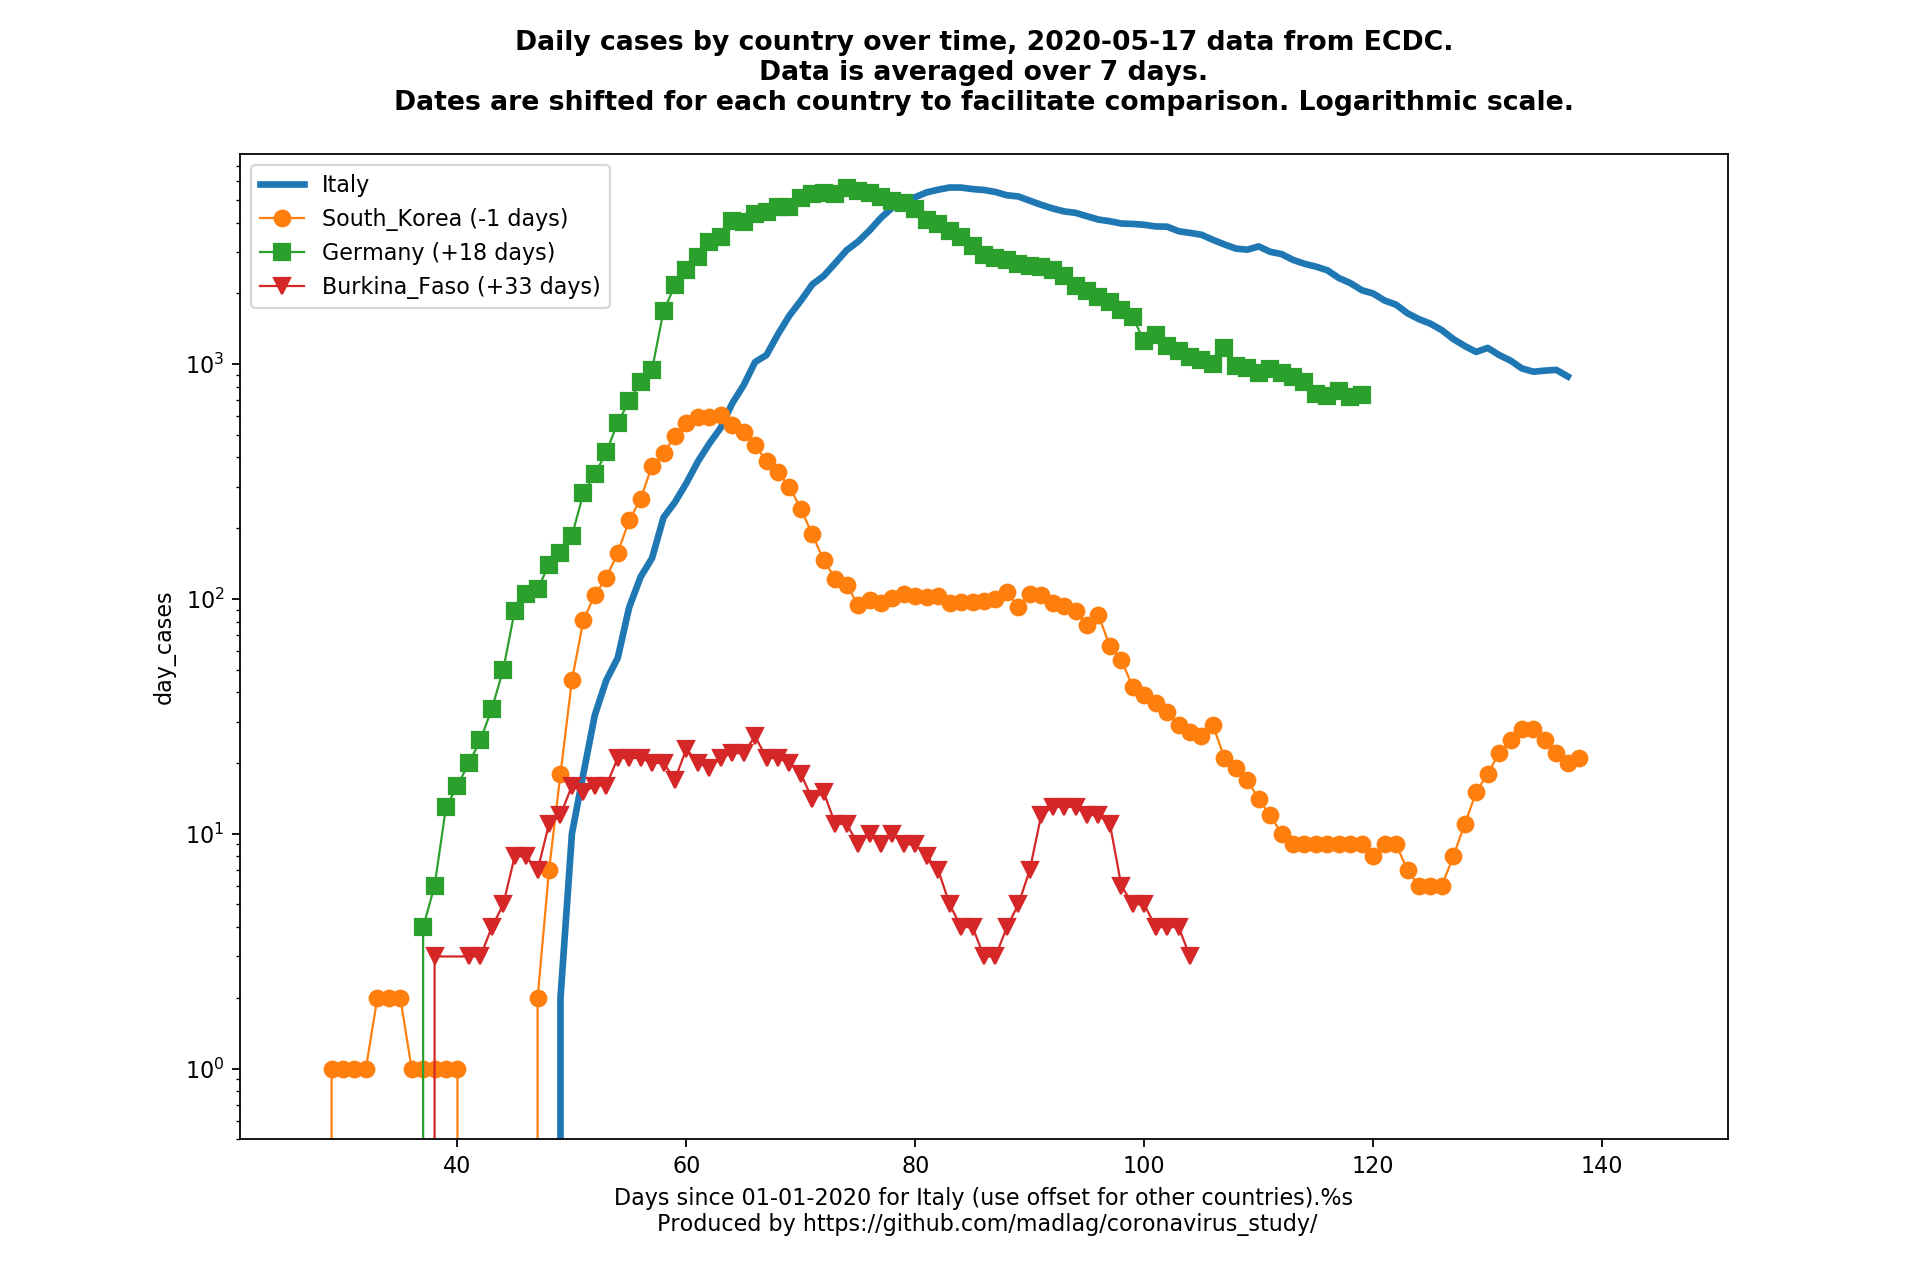 Daily cases by country over time, 2020-05-17 data from ECDC.
Data is averaged over 7 days.
Dates are shifted for each country to facilitate comparison. Logarithmic scale.
Italy
South_Korea (-1 days)
Germany (+18 days)
Burkina_Faso (+33 days)
day_cases
10³
10²
10¹
10⁰
40 60 80 100 120 140
Days since 01-01-2020 for Italy (use offset for other countries).%s
Produced by https://github.com/madlag/coronavirus_study/